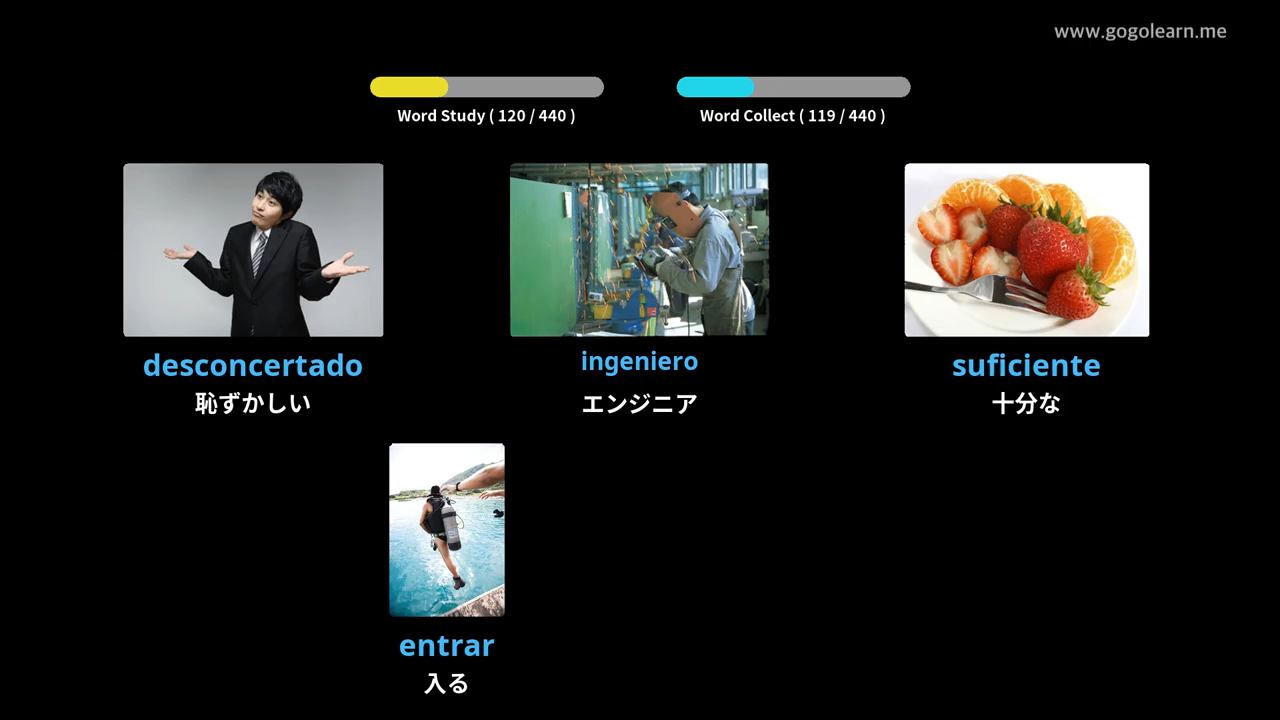 www.gogolearn.me
Word Study ( 120 / 440 )
Word Collect ( 119 / 440 )
desconcertado
恥ずかしい
ingeniero
エンジニア
suficiente
十分な
entrar
入る